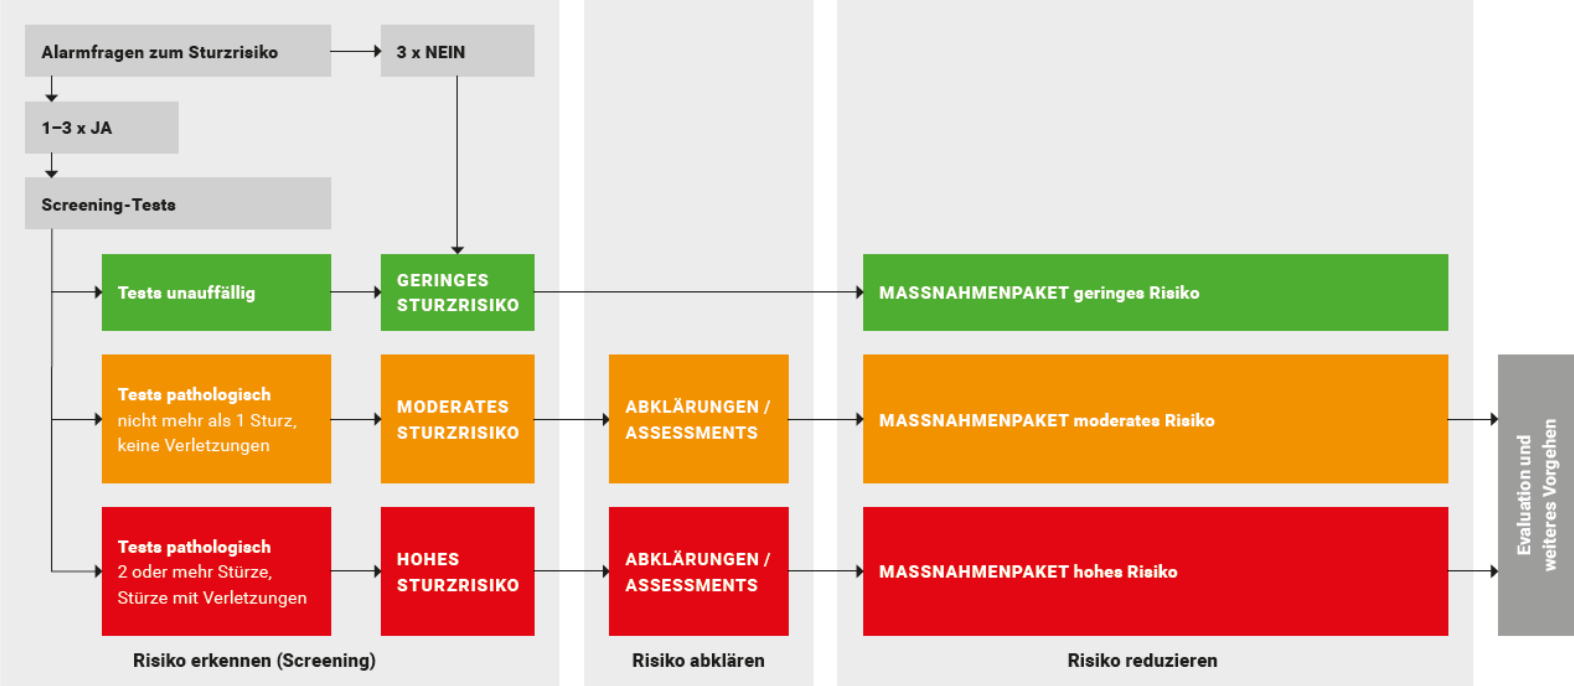 Alarmfragen zum Sturzrisiko
3 x NEIN
1–3 x JA
Screening-Tests
Tests unauffällig
GERINGES
STURZRISIKO
MASSNAHMENPAKET geringes Risiko
Tests pathologisch
nicht mehr als 1 Sturz,
keine Verletzungen
MODERATES
STURZRISIKO
ABKLÄRUNGEN /
ASSESSMENTS
MASSNAHMENPAKET moderates Risiko
Tests pathologisch
2 oder mehr Stürze,
Stürze mit Verletzungen
HOHES
STURZRISIKO
ABKLÄRUNGEN /
ASSESSMENTS
MASSNAHMENPAKET hohes Risiko
Evaluation und
weiteres Vorgehen
Risiko erkennen (Screening)
Risiko abklären
Risiko reduzieren